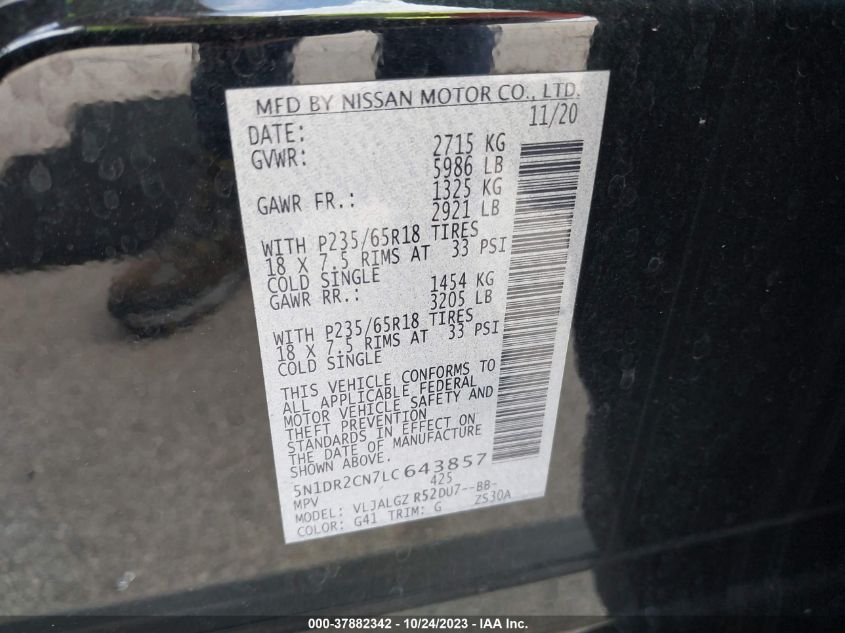 MFD BY NISSAN MOTOR CO., LTD.
DATE: 11/20
GVWR: 2715 KG
5986 LB
GAWR FR.: 1325 KG
2921 LB
WITH P235/65R18 TIRES
18 X 7.5 RIMS AT 33 PSI
COLD SINGLE
GAWR RR.: 1454 KG
3205 LB
WITH P235/65R18 TIRES
18 X 7.5 RIMS AT 33 PSI
COLD SINGLE
THIS VEHICLE CONFORMS TO
ALL APPLICABLE FEDERAL
MOTOR VEHICLE SAFETY AND
THEFT PREVENTION
STANDARDS IN EFFECT ON
THE DATE OF MANUFACTURE
SHOWN ABOVE.
5N1DR2CN7LC643857
MPV 425
MODEL: VLJALGZ R52DU7--BB-
COLOR: G41 TRIM: G ZS30A
000-37882342 - 10/24/2023 - IAA Inc.